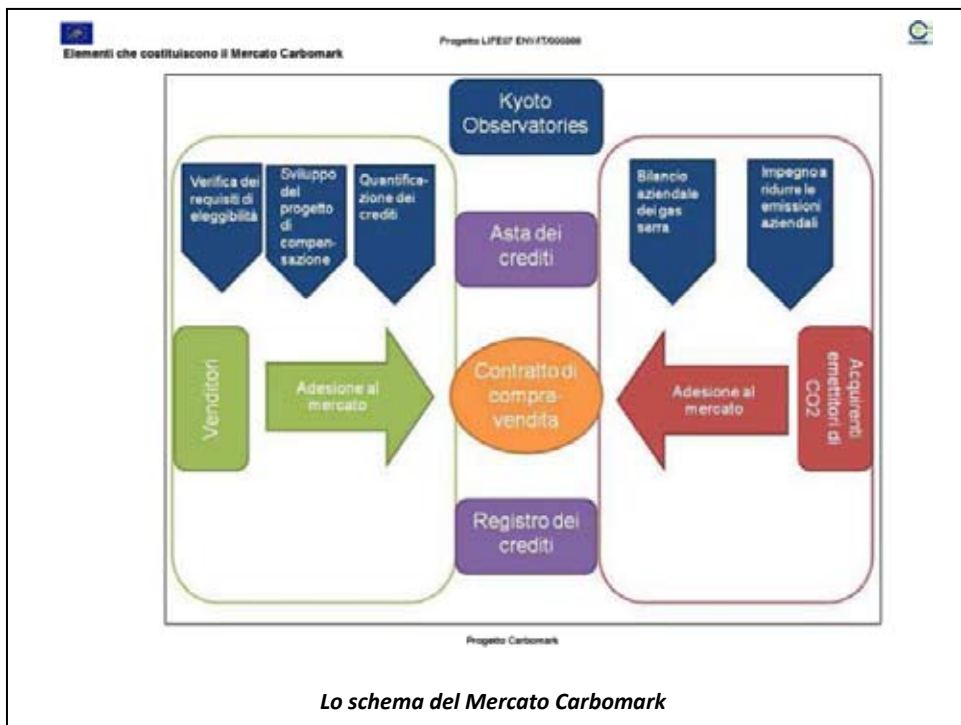 Progetto LIFE07 ENV/IT/000388
Elementi che costituiscono il Mercato Carbomark
Kyoto
Observatories
Verifica dei
requisiti di
eleggibilità
Sviluppo
del
progetto
di
compen-
sazione
Quantifica-
zione dei
crediti
Asta dei
crediti
Bilancio
aziendale
dei gas
serra
Impegno a
ridurre le
emissioni
aziendali
Venditori
Adesione al
mercato
Contratto di
compra-
vendita
Adesione al
mercato
Acquirenti
emettitori di
CO2
Registro dei
crediti
Progetto Carbomark
Lo schema del Mercato Carbomark